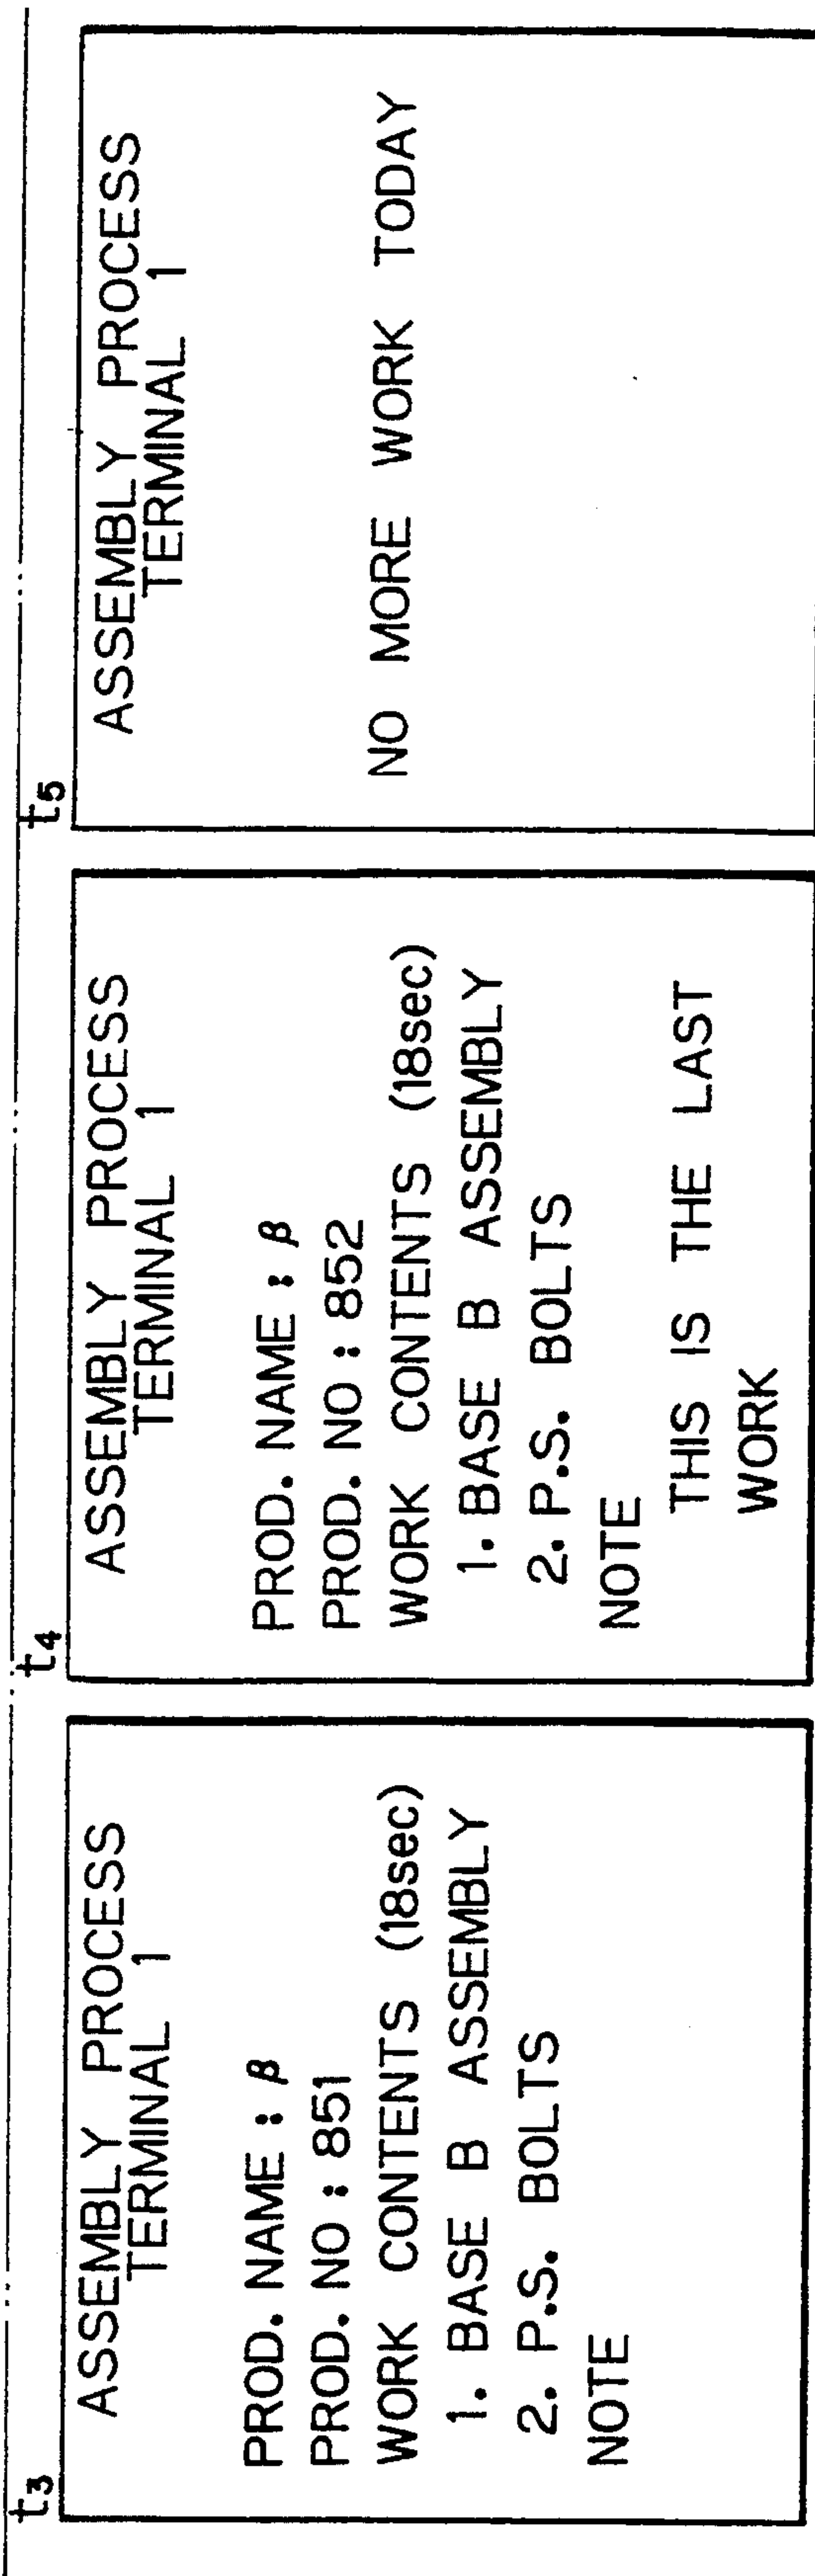 t3
ASSEMBLY PROCESS
TERMINAL 1
PROD. NAME : β
PROD. NO : 851
WORK CONTENTS (18sec)
1. BASE B ASSEMBLY
2. P.S. BOLTS
NOTE
t4
ASSEMBLY PROCESS
TERMINAL 1
PROD. NAME : β
PROD. NO : 852
WORK CONTENTS (18sec)
1. BASE B ASSEMBLY
2. P.S. BOLTS
NOTE
THIS IS THE LAST
WORK
t5
ASSEMBLY PROCESS
TERMINAL 1
NO MORE WORK TODAY